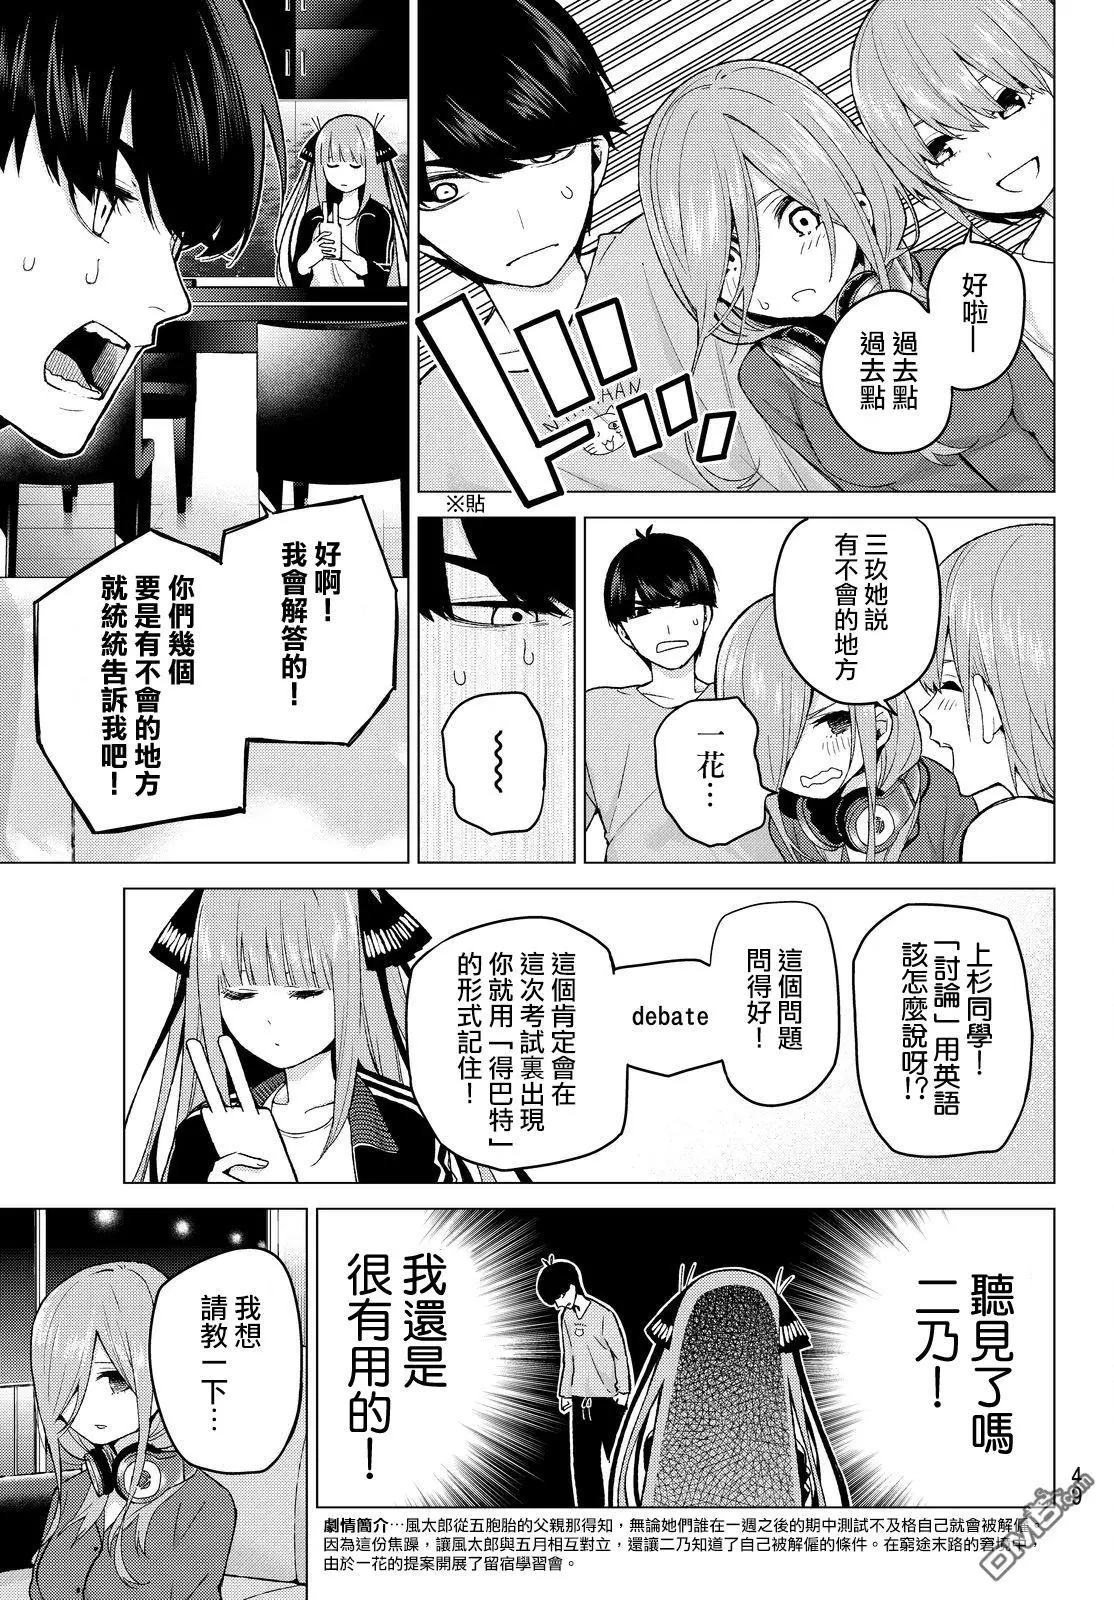 好啦—
過去點
過去點
ドン
N・・・・HAN
※貼
三玖她說
有不會的地方
一花…
好啊！
我會解答的！
你們幾個
要是有不會的地方
就統統告訴我吧！
上杉同學！
「討論」用英語
該怎麼說呀!?
這個問題
問得好！
debate
這個肯定會在
這次考試裏出現
你就用「得巴特」
的形式記住！
聽見了嗎
二乃！
我還是
很有用的！
我想
請教一下…
劇情簡介…風太郎從五胞胎的父親那得知，無論她們誰在一週之後的期中測試不及格自己就會被解僱。
因為這份焦躁，讓風太郎與五月相互對立，還讓二乃知道了自己被解僱的條件。在窮途末路的窘境中，
由於一花的提案開展了留宿學習會。
49